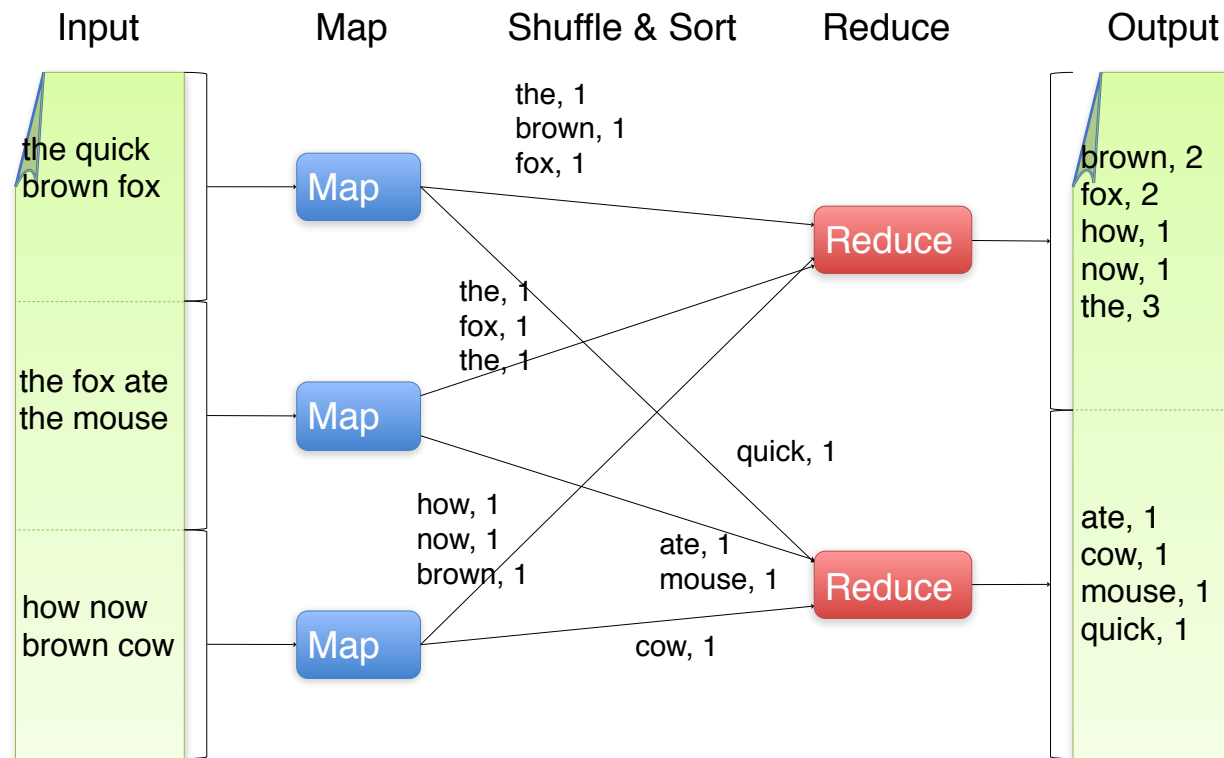 Input
Map
Shuffle & Sort
Reduce
Output
the quick
brown fox
the fox ate
the mouse
how now
brown cow
Map
Map
Map
the, 1
brown, 1
fox, 1
the, 1
fox, 1
the, 1
how, 1
now, 1
brown, 1
quick, 1
ate, 1
mouse, 1
cow, 1
Reduce
Reduce
brown, 2
fox, 2
how, 1
now, 1
the, 3
ate, 1
cow, 1
mouse, 1
quick, 1